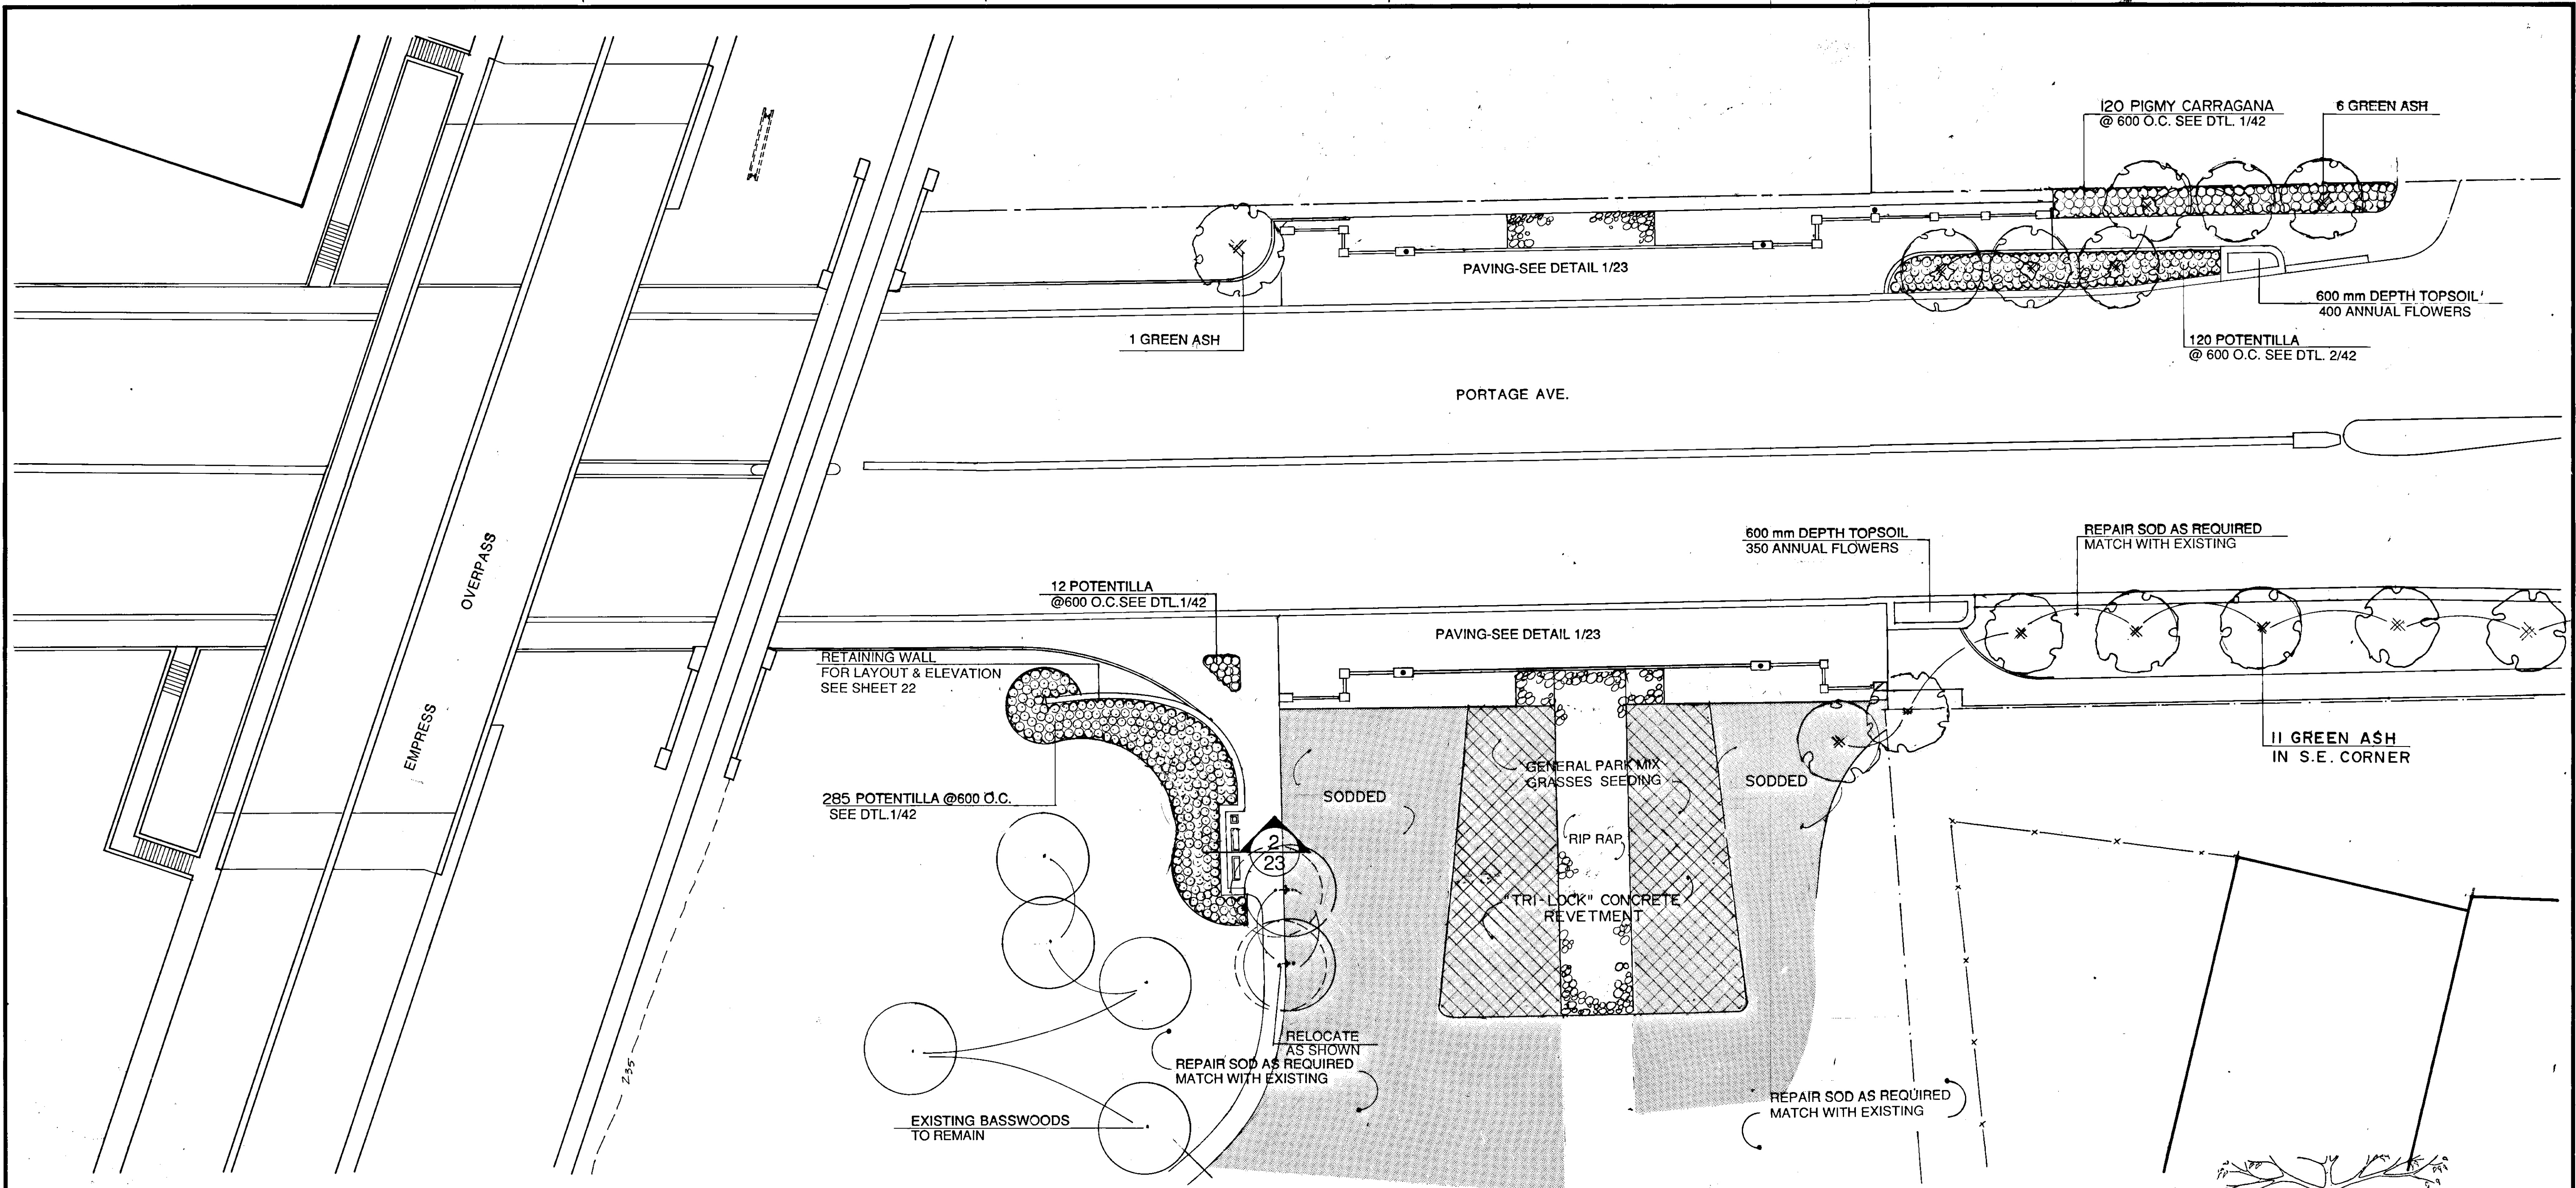 120 PIGMY CARRAGANA
@ 600 O.C. SEE DTL. 1/42
6 GREEN ASH
PAVING-SEE DETAIL 1/23
600 mm DEPTH TOPSOIL
400 ANNUAL FLOWERS
1 GREEN ASH
120 POTENTILLA
@ 600 O.C. SEE DTL. 2/42
PORTAGE AVE.
600 mm DEPTH TOPSOIL
350 ANNUAL FLOWERS
REPAIR SOD AS REQUIRED
MATCH WITH EXISTING
EMPRESS OVERPASS
12 POTENTILLA
@600 O.C.SEE DTL.1/42
PAVING-SEE DETAIL 1/23
RETAINING WALL
FOR LAYOUT & ELEVATION
SEE SHEET 22
11 GREEN ASH
IN S.E. CORNER
GENERAL PARK MIX
GRASSES SEEDING
SODDED
SODDED
285 POTENTILLA @600 O.C.
SEE DTL.1/42
2
23
RIP RAP
"TRI-LOCK" CONCRETE
REVETMENT
RELOCATE
AS SHOWN
REPAIR SOD AS REQUIRED
MATCH WITH EXISTING
235
REPAIR SOD AS REQUIRED
MATCH WITH EXISTING
EXISTING BASSWOODS
TO REMAIN